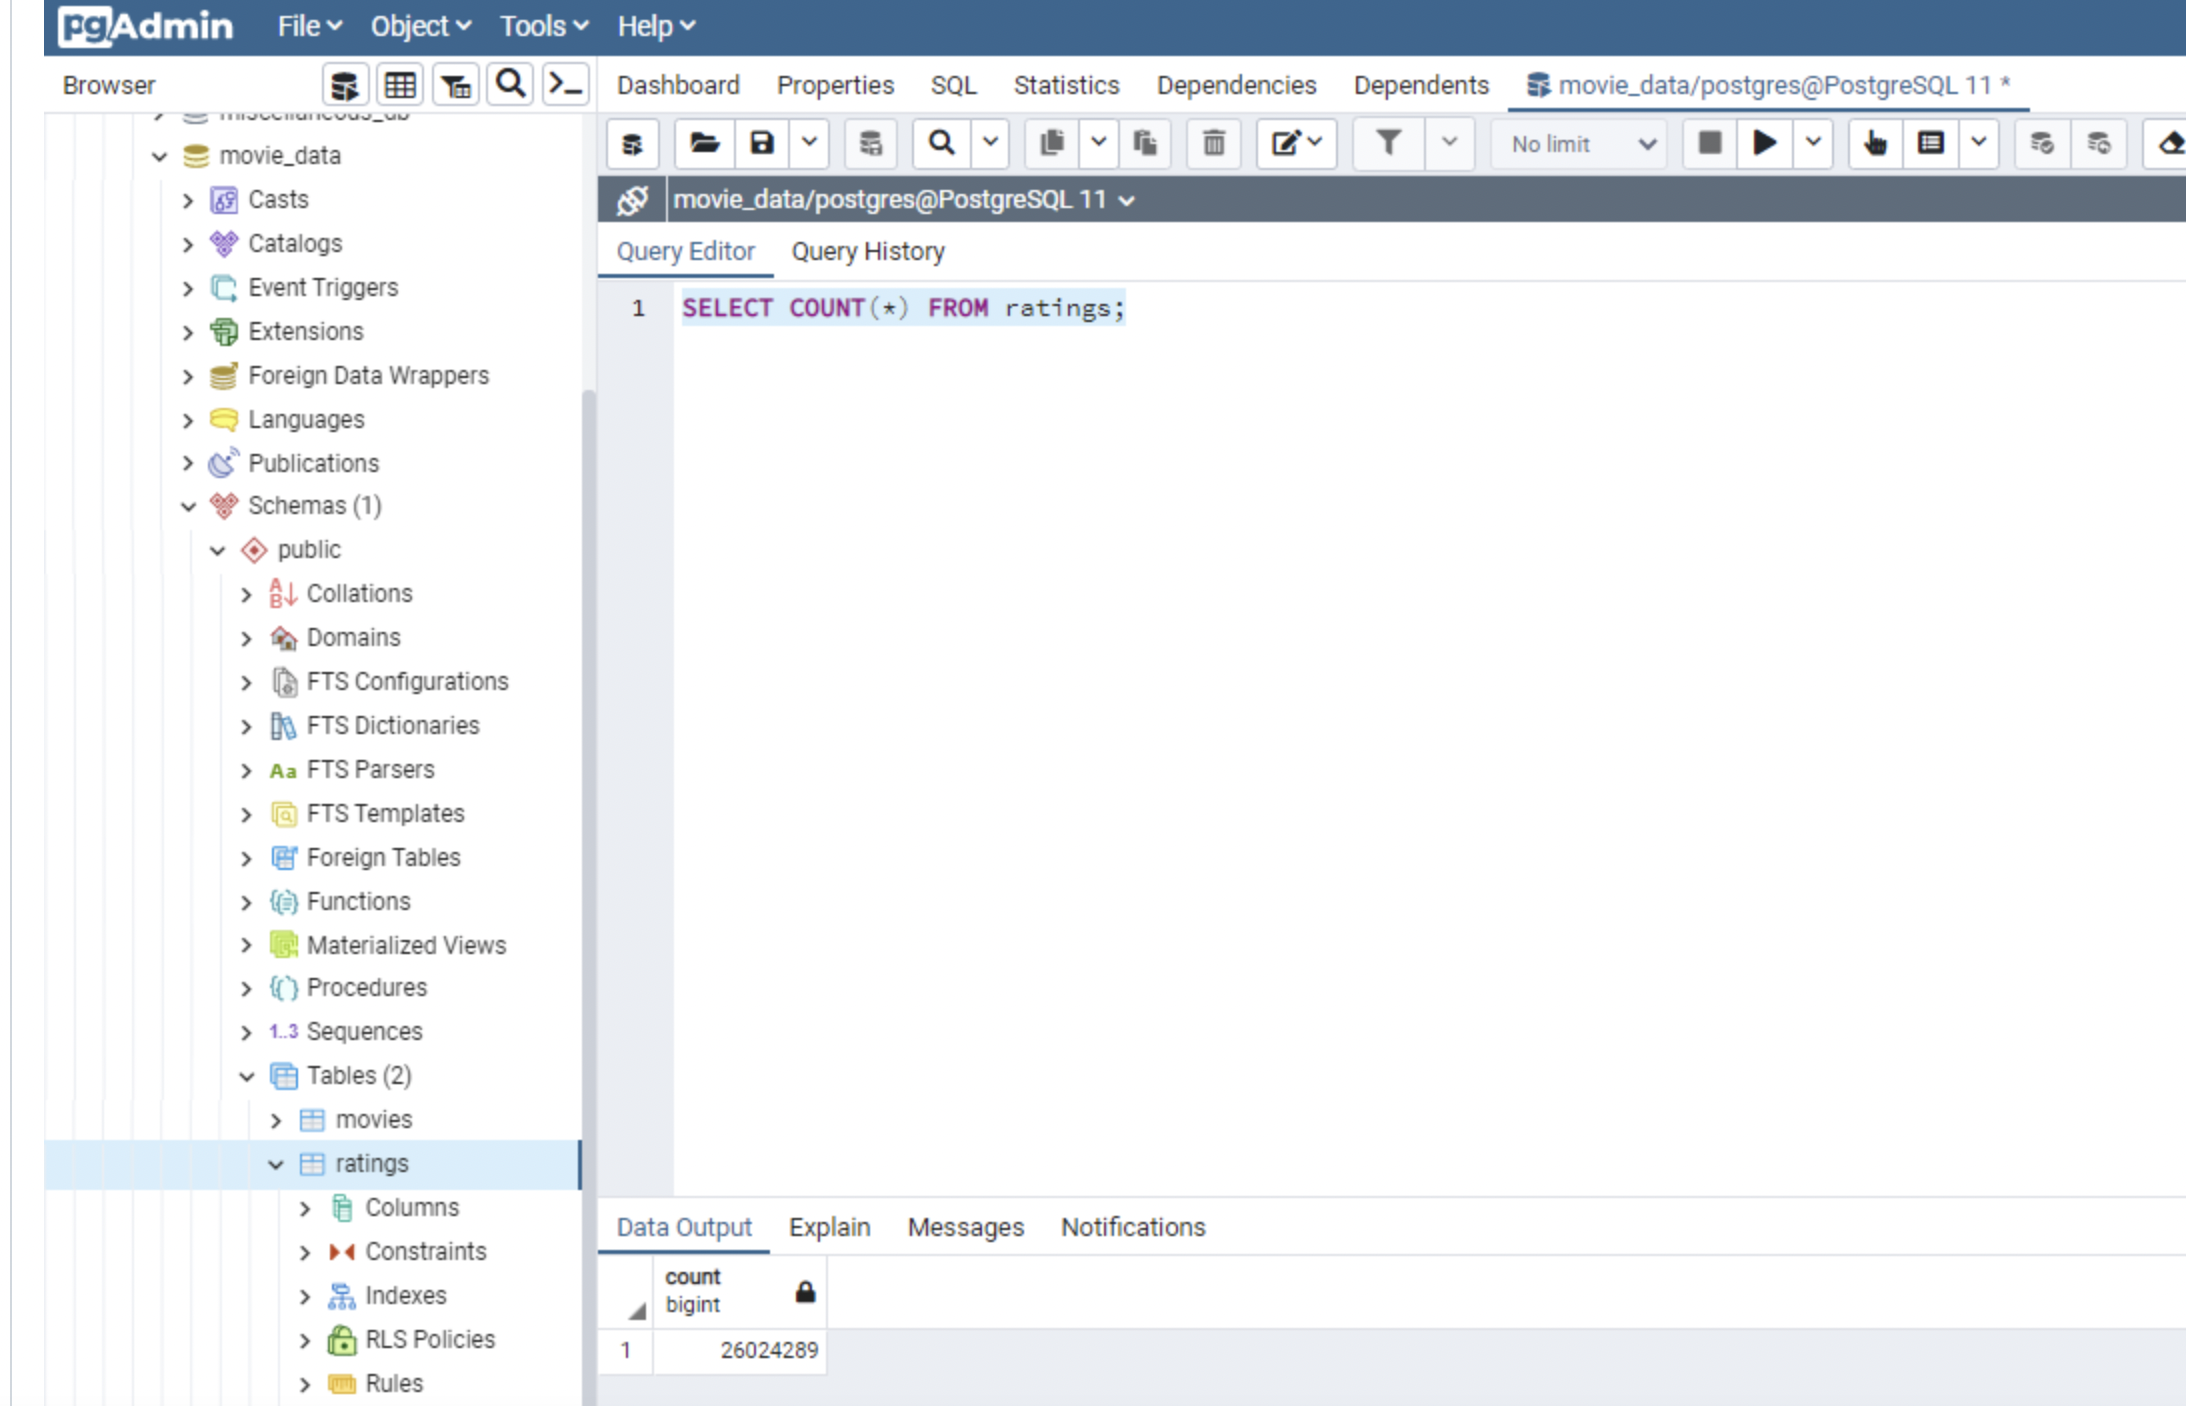 pgAdmin File Object Tools Help
Browser
Dashboard Properties SQL Statistics Dependencies Dependents movie_data/postgres@PostgreSQL 11 *
No limit
movie_data/postgres@PostgreSQL 11
Query Editor Query History
1 SELECT COUNT(*) FROM ratings;
miscellaneous_db
movie_data
Casts
Catalogs
Event Triggers
Extensions
Foreign Data Wrappers
Languages
Publications
Schemas (1)
public
Collations
Domains
FTS Configurations
FTS Dictionaries
Aa FTS Parsers
FTS Templates
Foreign Tables
Functions
Materialized Views
Procedures
1..3 Sequences
Tables (2)
movies
ratings
Columns
Constraints
Indexes
RLS Policies
Rules
Data Output Explain Messages Notifications
count
bigint
1 26024289